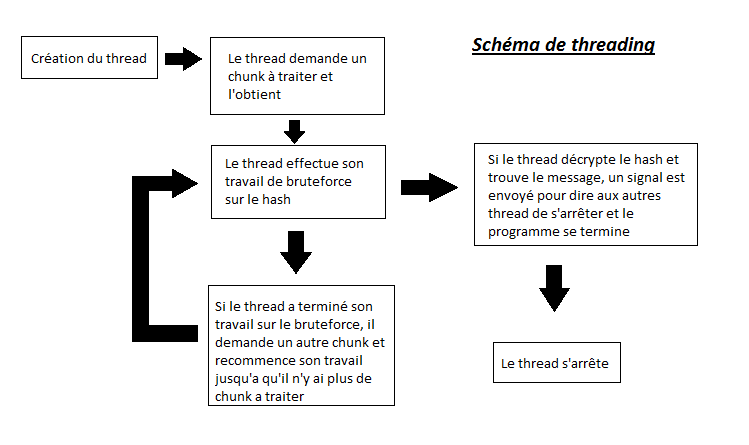 Schéma de threading
Création du thread
Le thread demande un
chunk à traiter et
l'obtient
Le thread effectue son
travail de bruteforce
sur le hash
Si le thread décrypte le hash et
trouve le message, un signal est
envoyé pour dire aux autres
thread de s'arrêter et le
programme se termine
Si le thread a terminé son
travail sur le bruteforce, il
demande un autre chunk et
recommence son travail
jusqu'a qu'il n'y ai plus de
chunk a traiter
Le thread s'arrête